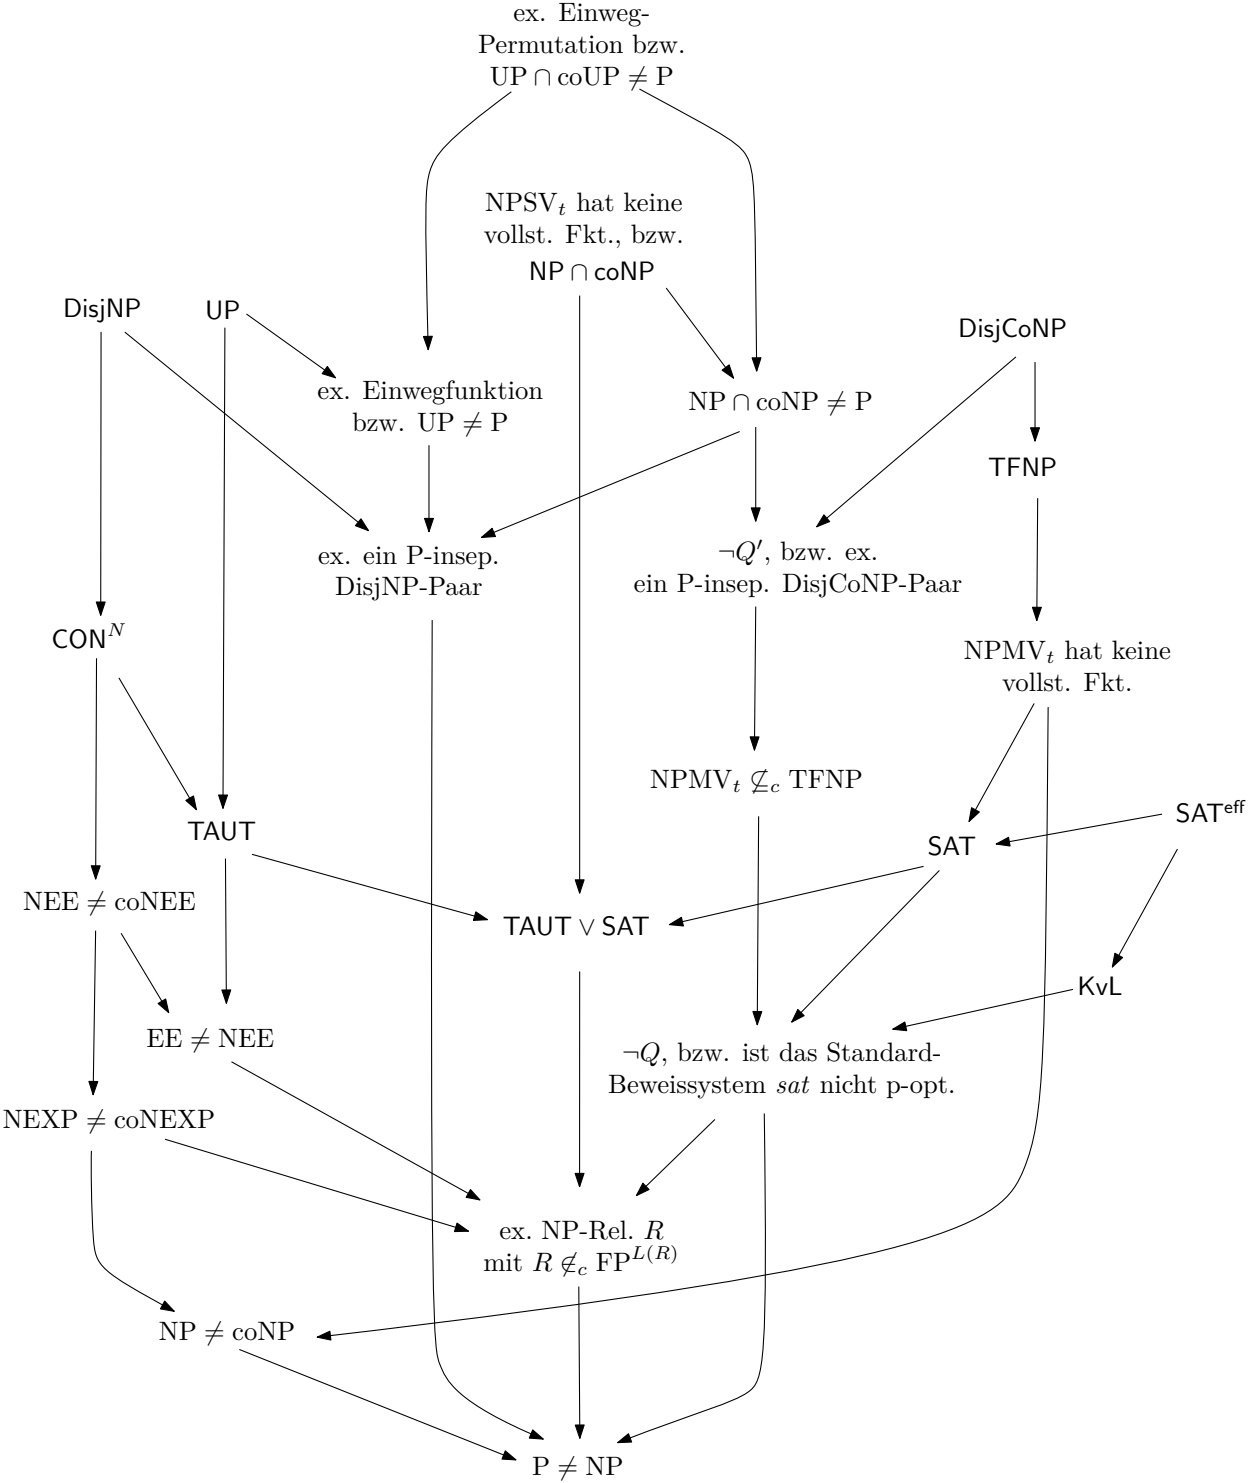 ex. Einweg-
Permutation bzw.
UP ∩ coUP ≠ P
NPSVₜ hat keine
vollst. Fkt., bzw.
NP ∩ coNP
DisjNP
UP
DisjCoNP
ex. Einwegfunktion
bzw. UP ≠ P
NP ∩ coNP ≠ P
TFNP
ex. ein P-insep.
DisjNP-Paar
¬Q′, bzw. ex.
ein P-insep. DisjCoNP-Paar
CON^N
NPMVₜ hat keine
vollst. Fkt.
NPMVₜ ⊈_c TFNP
SAT^eff
TAUT
SAT
NEE ≠ coNEE
TAUT ∨ SAT
KvL
EE ≠ NEE
¬Q, bzw. ist das Standard-
Beweissystem sat nicht p-opt.
NEXP ≠ coNEXP
ex. NP-Rel. R
mit R ∉_c FP^L(R)
NP ≠ coNP
P ≠ NP